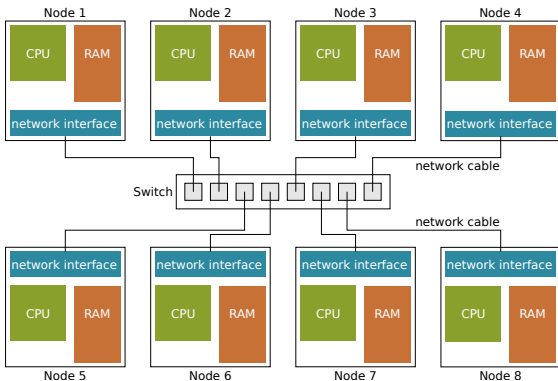 Node 1
Node 2
Node 3
Node 4
CPU
RAM
CPU
RAM
CPU
RAM
CPU
RAM
network interface
network interface
network interface
network interface
network cable
Switch
network cable
network interface
network interface
network interface
network interface
CPU
RAM
CPU
RAM
CPU
RAM
CPU
RAM
Node 5
Node 6
Node 7
Node 8